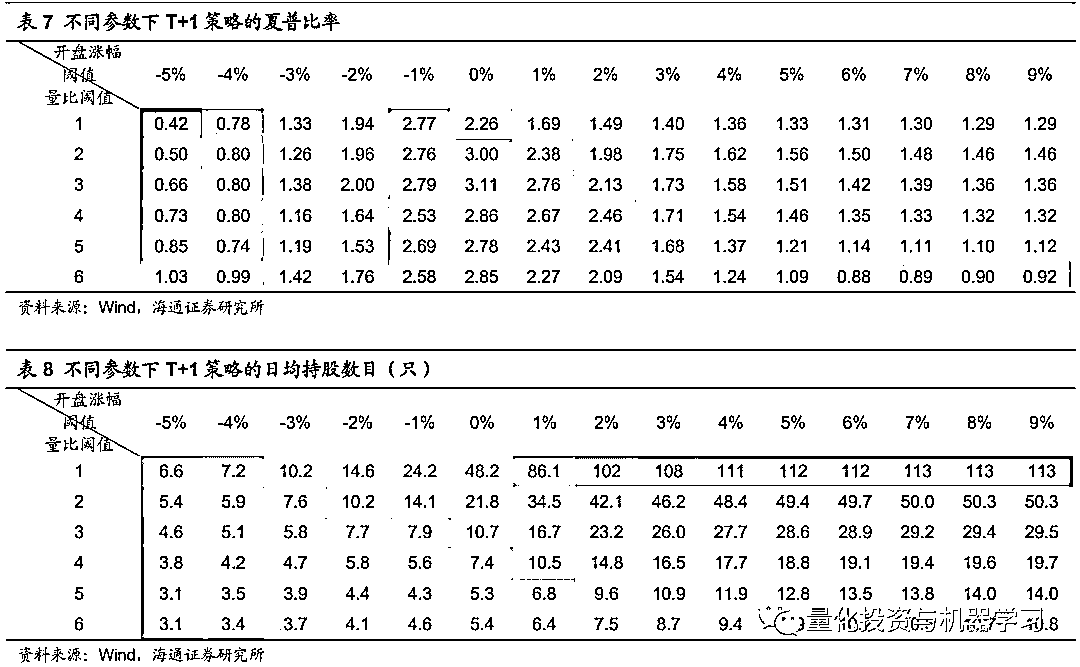 表 7 不同参数下 T+1 策略的夏普比率
开盘涨幅
阈值 -5% -4% -3% -2% -1% 0% 1% 2% 3% 4% 5% 6% 7% 8% 9%
量比阈值
1 0.42 0.78 1.33 1.94 2.77 2.26 1.69 1.49 1.40 1.36 1.33 1.31 1.30 1.29 1.29
2 0.50 0.80 1.26 1.96 2.76 3.00 2.38 1.98 1.75 1.62 1.56 1.50 1.48 1.46 1.46
3 0.66 0.80 1.38 2.00 2.79 3.11 2.76 2.13 1.73 1.58 1.51 1.42 1.39 1.36 1.36
4 0.73 0.80 1.16 1.64 2.53 2.86 2.67 2.46 1.71 1.54 1.46 1.35 1.33 1.32 1.32
5 0.85 0.74 1.19 1.53 2.69 2.78 2.43 2.41 1.68 1.37 1.21 1.14 1.11 1.10 1.12
6 1.03 0.99 1.42 1.76 2.58 2.85 2.27 2.09 1.54 1.24 1.09 0.88 0.89 0.90 0.92
资料来源：Wind，海通证券研究所
表 8 不同参数下 T+1 策略的日均持股数目（只）
开盘涨幅
阈值 -5% -4% -3% -2% -1% 0% 1% 2% 3% 4% 5% 6% 7% 8% 9%
量比阈值
1 6.6 7.2 10.2 14.6 24.2 48.2 86.1 102 108 111 112 112 113 113 113
2 5.4 5.9 7.6 10.2 14.1 21.8 34.5 42.1 46.2 48.4 49.4 49.7 50.0 50.3 50.3
3 4.6 5.1 5.8 7.7 7.9 10.7 16.7 23.2 26.0 27.7 28.6 28.9 29.2 29.4 29.5
4 3.8 4.2 4.7 5.8 5.6 7.4 10.5 14.8 16.5 17.7 18.8 19.1 19.4 19.6 19.7
5 3.1 3.5 3.9 4.4 4.3 5.3 6.8 9.6 10.9 11.9 12.8 13.5 13.8 14.0 14.0
6 3.1 3.4 3.7 4.1 4.6 5.4 6.4 7.5 8.7 9.4
量化投资与机器学习
资料来源：Wind，海通证券研究所